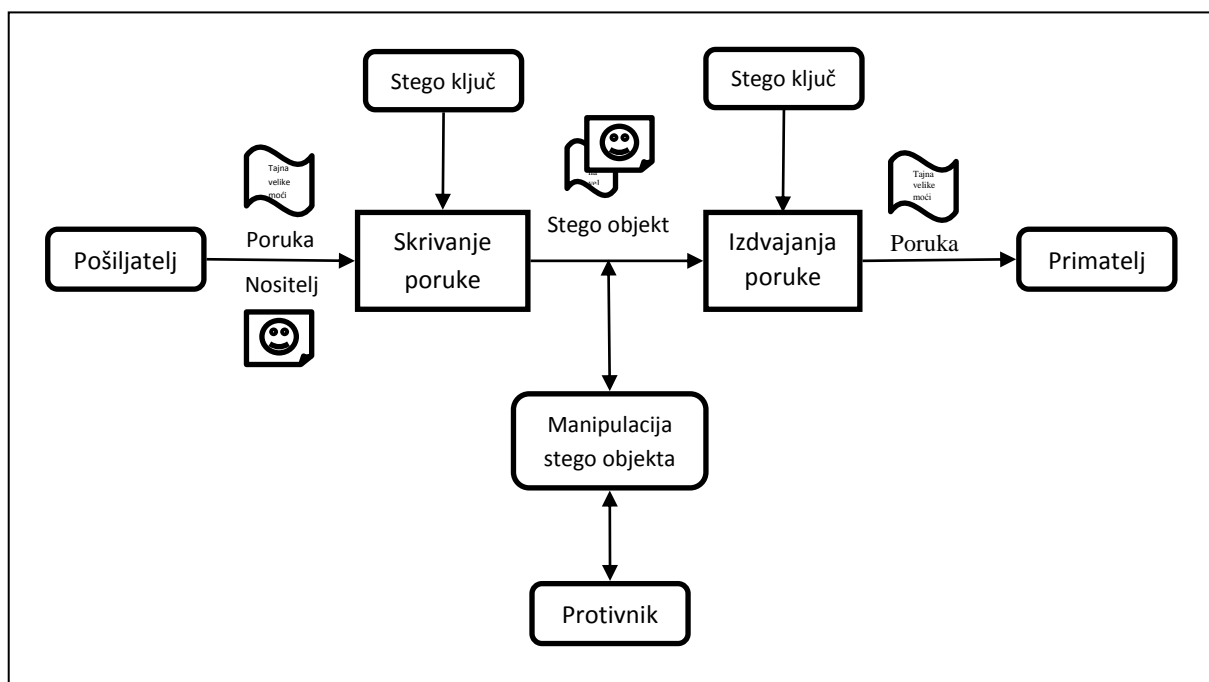 Stego ključ
Stego ključ
Tajna
velike
moći
Poruka
Nositelj
Pošiljatelj
Skrivanje
poruke
Stego objekt
Izdvajanja
poruke
Tajna
velike
moći
Poruka
Primatelj
Manipulacija
stego objekta
Protivnik